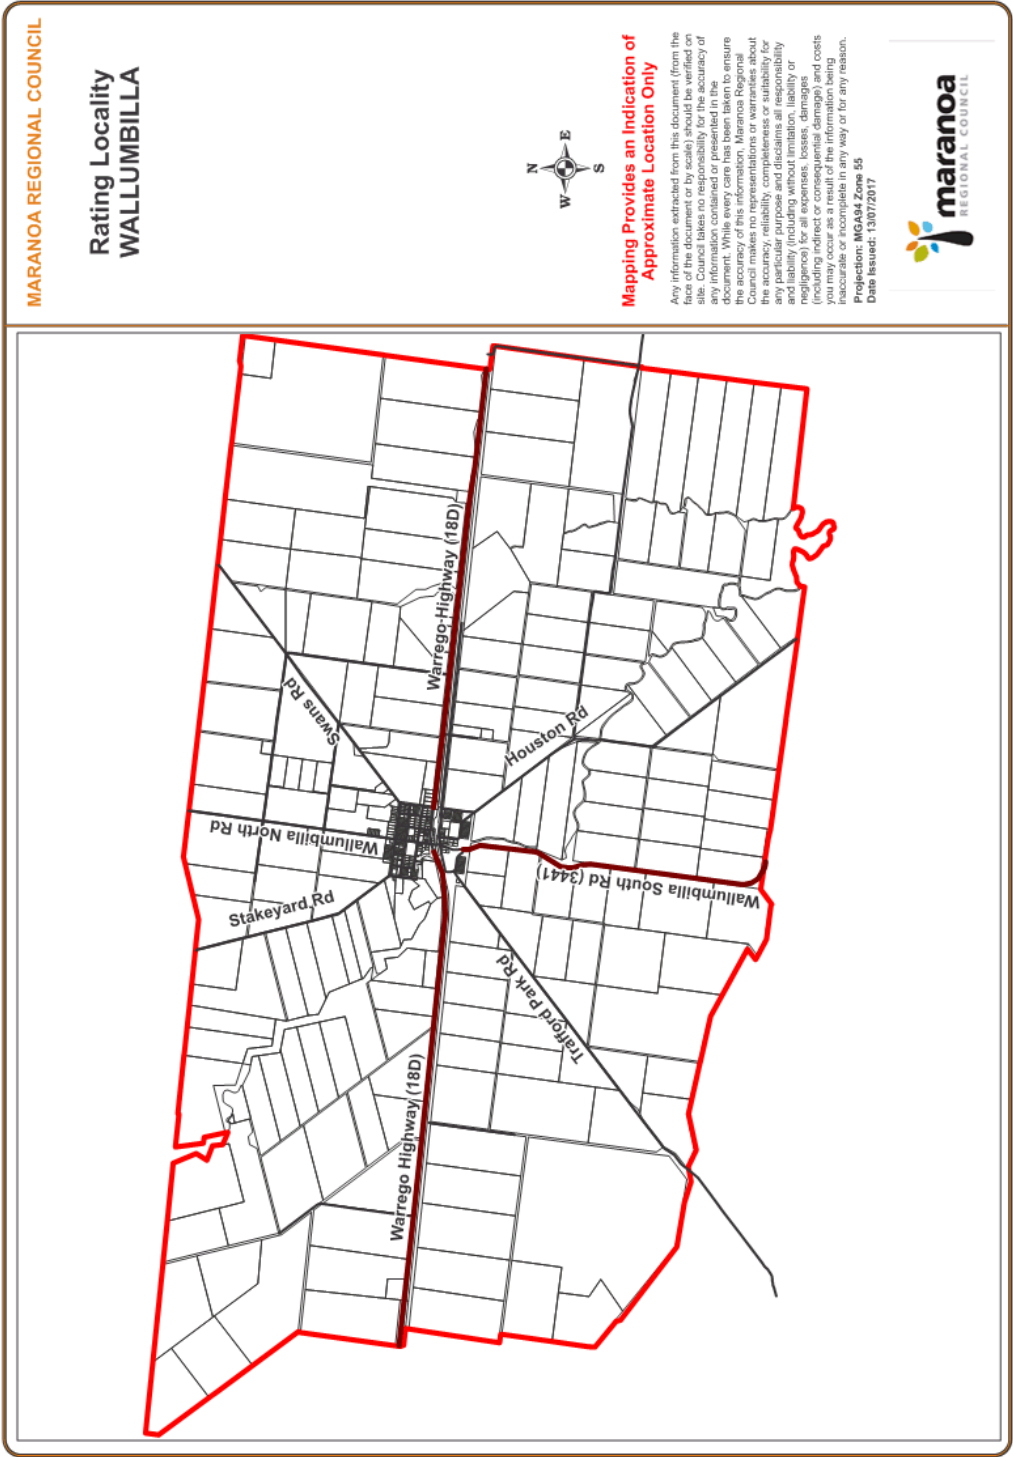 MARANOA REGIONAL COUNCIL
Rating Locality
WALLUMBILLA
N
W
E
S
Mapping Provides an Indication of
Approximate Location Only
Any information extracted from this document (from the
face of the document or by scale) should be verified on
site. Council takes no responsibility for the accuracy of
any information contained or presented in the
document. While every care has been taken to ensure
the accuracy of this information, Maranoa Regional
Council makes no representations or warranties about
the accuracy, reliability, completeness or suitability for
any particular purpose and disclaims all responsibility
and liability (including without limitation, liability or
negligence) for all expenses, losses, damages
(including indirect or consequential damage) and costs
you may occur as a result of the information being
inaccurate or incomplete in any way or for any reason.
Projection: MGA94 Zone 55
Date Issued: 13/07/2017
maranoa
REGIONAL COUNCIL
Stakeyard Rd
Wallumbilla North Rd
Swans Rd
Warrego Highway (18D)
Warrego Highway (18D)
Trafford Park Rd
Wallumbilla South Rd (3441)
Houston Rd